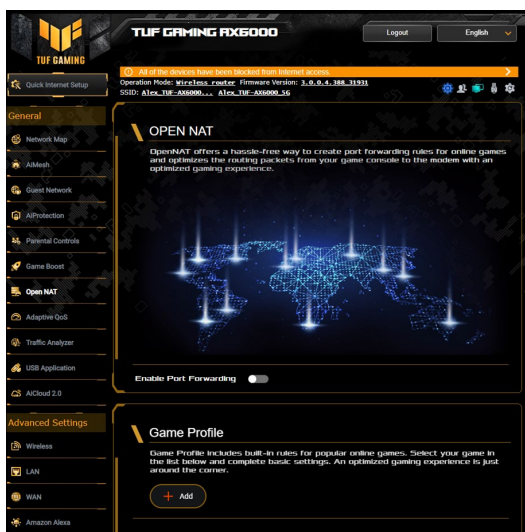 TUF GAMING
TUF GAMING AX6000
Logout
English
Quick Internet Setup
All of the devices have been blocked from Internet access.
Operation Mode: Wireless router Firmware Version: 3.0.0.4.388_31931
SSID: Alex_TUF-AX6000... Alex_TUF-AX6000_5G
General
Network Map
AiMesh
Guest Network
AiProtection
Parental Controls
Game Boost
Open NAT
Adaptive QoS
Traffic Analyzer
USB Application
AiCloud 2.0
Advanced Settings
Wireless
LAN
WAN
Amazon Alexa
OPEN NAT
OpenNAT offers a hassle-free way to create port forwarding rules for online games
and optimizes the routing packets from your game console to the modem with an
optimized gaming experience.
Enable Port Forwarding
Game Profile
Game Profile includes built-in rules for popular online games. Select your game in
the list below and complete basic settings. An optimized gaming experience is just
around the corner.
Add